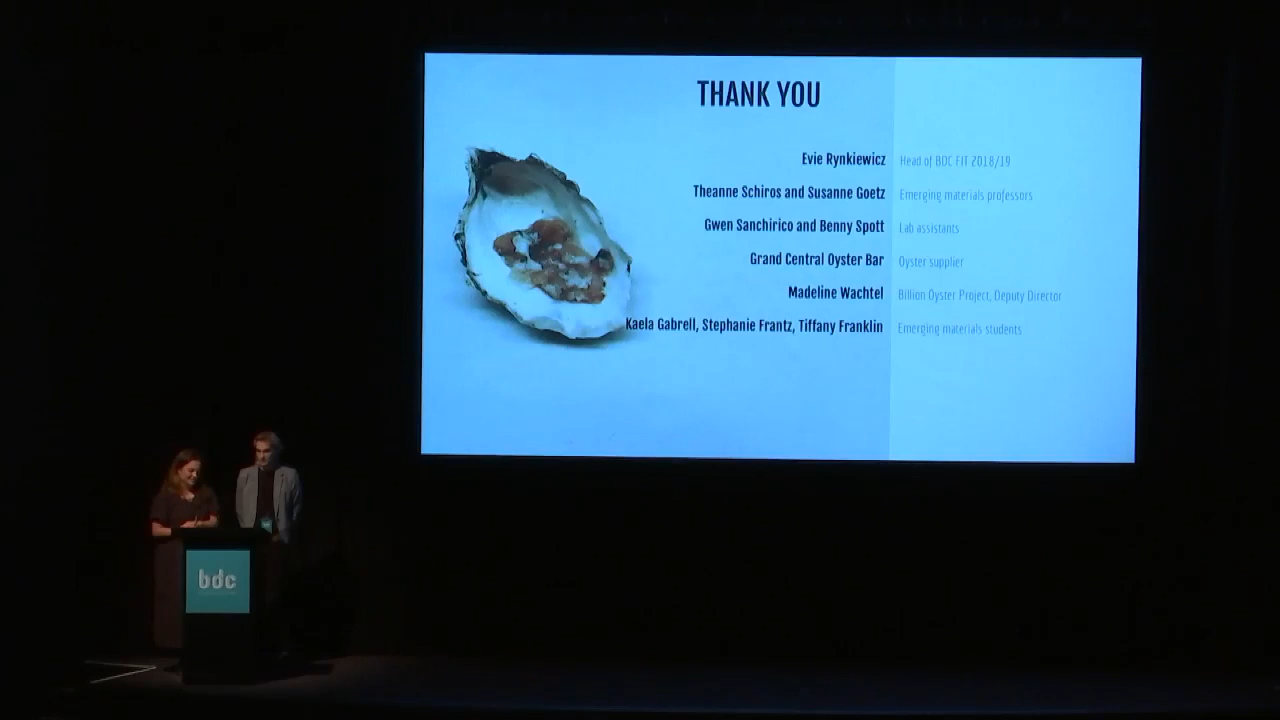 THANK YOU
Evie Rynkiewicz Head of BDC FIT 2018/19
Theanne Schiros and Susanne Goetz Emerging materials professors
Gwen Sanchirico and Benny Spott Lab assistants
Grand Central Oyster Bar Oyster supplier
Madeline Wachtel Billion Oyster Project, Deputy Director
Kaela Gabrell, Stephanie Frantz, Tiffany Franklin Emerging materials students
bdc